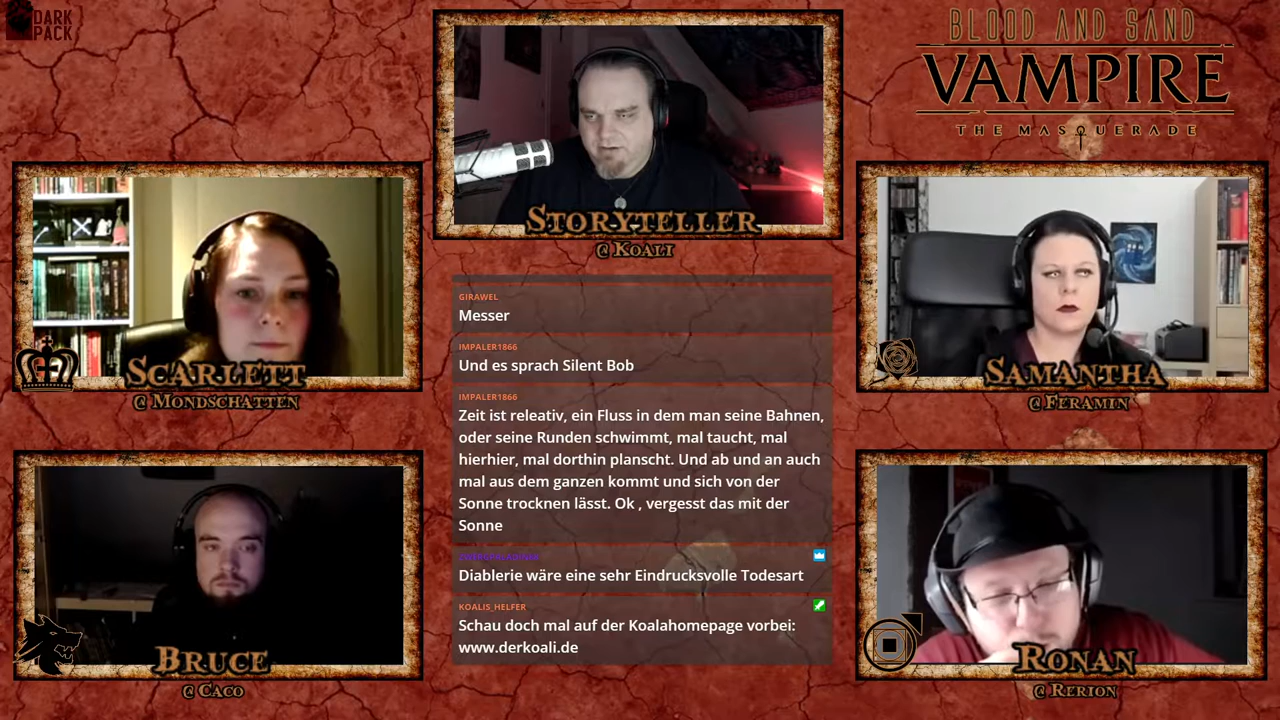 DARK
PACK
BLOOD AND SAND
VAMPIRE
THE MASQUERADE
STORYTELLER
@ KOALI
SCARLETT
@ MONDSCHATTEN
SAMANTHA
@ FERAMIN
GIRAWEL
Messer
IMPALER1866
Und es sprach Silent Bob
IMPALER1866
Zeit ist releativ, ein Fluss in dem man seine Bahnen,
oder seine Runden schwimmt, mal taucht, mal
hierhier, mal dorthin planscht. Und ab und an auch
mal aus dem ganzen kommt und sich von der
Sonne trocknen lässt. Ok , vergesst das mit der
Sonne
Diablerie wäre eine sehr Eindrucksvolle Todesart
KOALIS_HELFER
Schau doch mal auf der Koalahomepage vorbei:
www.derkoali.de
BRUCE
@ CACO
RONAN
@ RERION